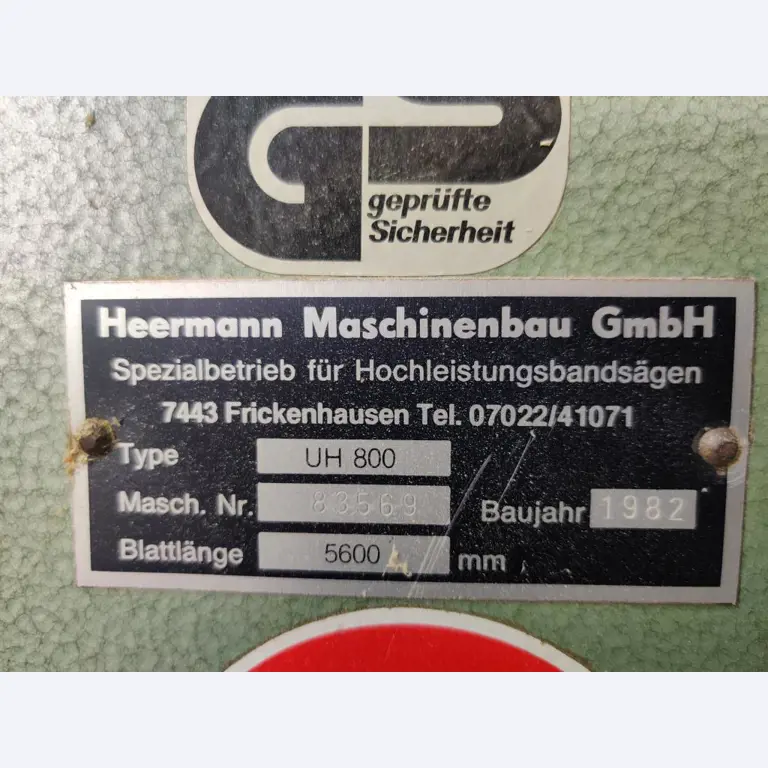 geprüfte
Sicherheit
Heermann Maschinenbau GmbH
Spezialbetrieb für Hochleistungsbandsägen
7443 Frickenhausen Tel. 07022/41071
Type UH 800
Masch. Nr. 83569 Baujahr 1982
Blattlänge 5600 mm